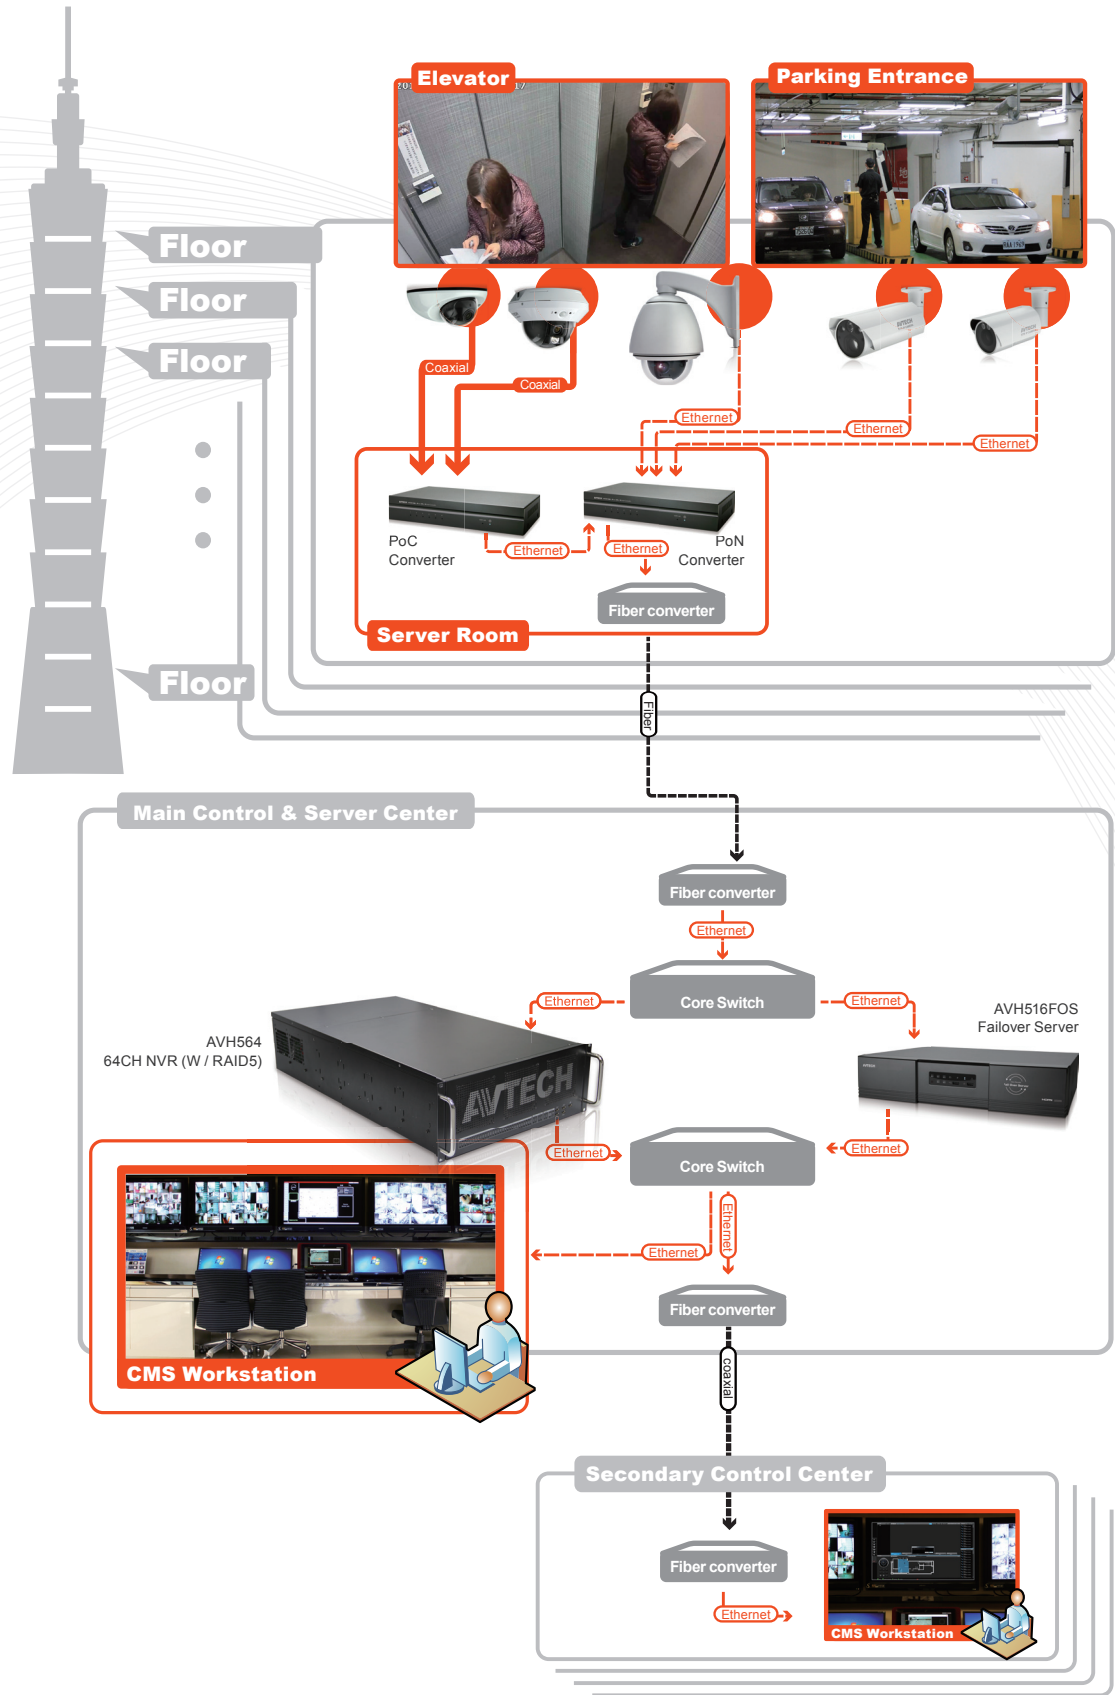 Elevator
Parking Entrance
Floor
Floor
Floor
AVTECH
Coaxial
Coaxial
Ethernet
Ethernet
Ethernet
PoC
Converter
Ethernet
Ethernet
PoN
Converter
Fiber converter
Server Room
Floor
Fiber
Main Control & Server Center
Fiber converter
Ethernet
Ethernet
Core Switch
Ethernet
AVH564
64CH NVR (W / RAID5)
AVH516FOS
Failover Server
AVTECH
Ethernet
Core Switch
Ethernet
Ethernet
Ethernet
Fiber converter
CMS Workstation
coaxial
Secondary Control Center
Fiber converter
Ethernet
CMS Workstation